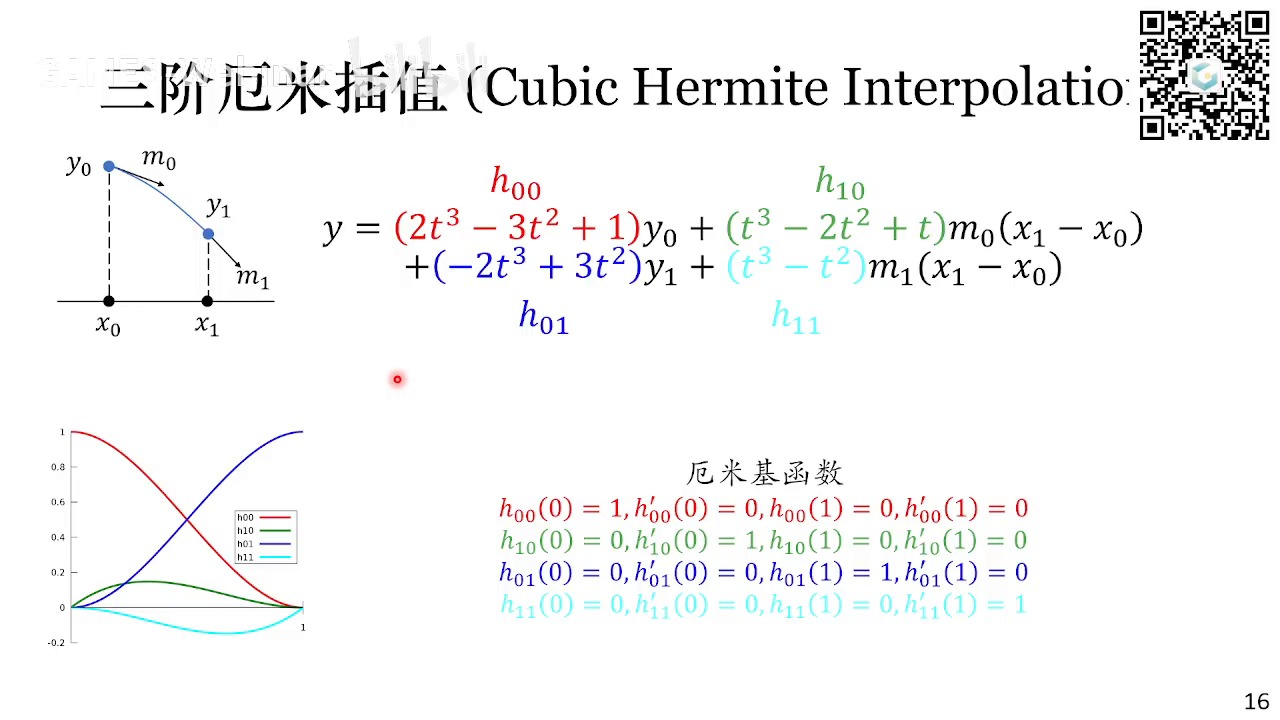 三阶厄米插值 (Cubic Hermite Interpolation
y₀
m₀
y₁
m₁
x₀ x₁
h₀₀ h₁₀
y = (2t³ − 3t² + 1)y₀ + (t³ − 2t² + t)m₀(x₁ − x₀)
+(−2t³ + 3t²)y₁ + (t³ − t²)m₁(x₁ − x₀)
h₀₁ h₁₁
1
0.8
0.6
0.4
0.2
0
-0.2
1
h00
h10
h01
h11
厄米基函数
h₀₀(0) = 1, h′₀₀(0) = 0, h₀₀(1) = 0, h′₀₀(1) = 0
h₁₀(0) = 0, h′₁₀(0) = 1, h₁₀(1) = 0, h′₁₀(1) = 0
h₀₁(0) = 0, h′₀₁(0) = 0, h₀₁(1) = 1, h′₀₁(1) = 0
h₁₁(0) = 0, h′₁₁(0) = 0, h₁₁(1) = 0, h′₁₁(1) = 1
16